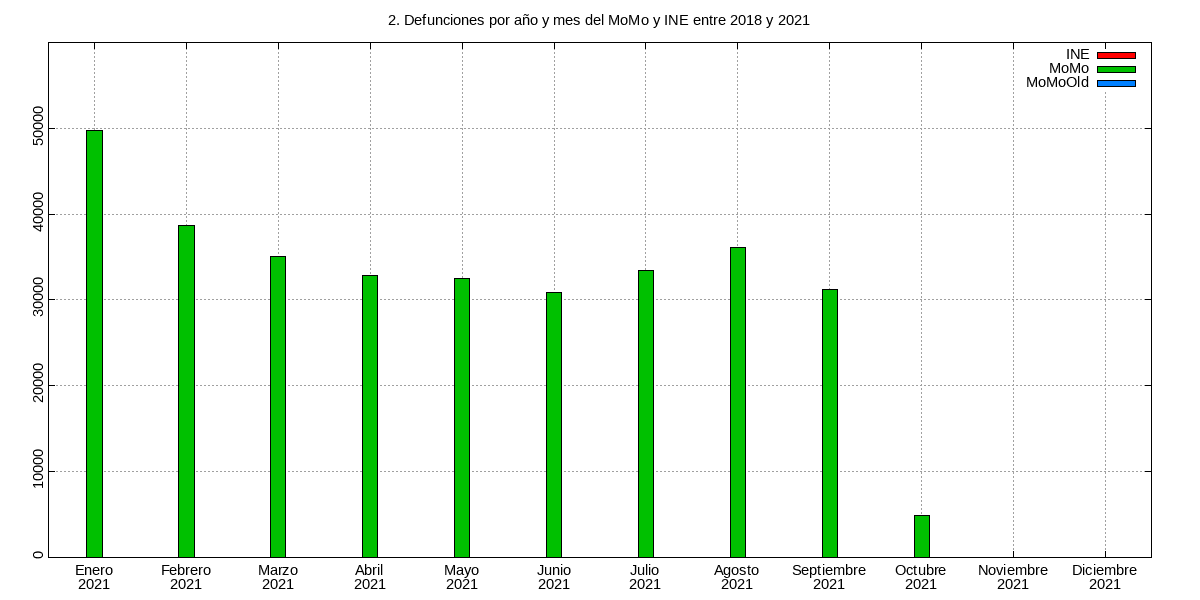 2. Defunciones por año y mes del MoMo y INE entre 2018 y 2021
INE
MoMo
MoMoOld
50000
40000
30000
20000
10000
0
Enero Febrero Marzo Abril Mayo Junio Julio Agosto Septiembre Octubre Noviembre Diciembre
2021 2021 2021 2021 2021 2021 2021 2021 2021 2021 2021 2021